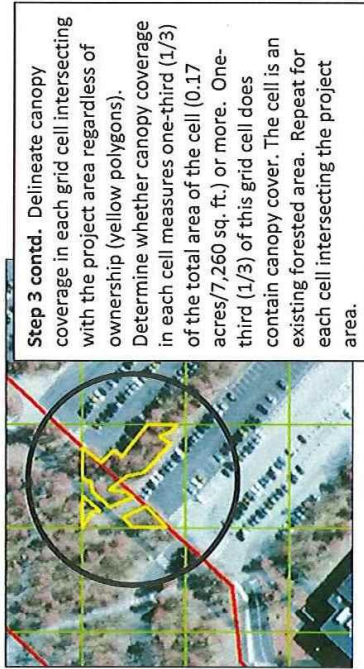 Step 3 contd. Delineate canopy
coverage in each grid cell intersecting
with the project area regardless of
ownership (yellow polygons).
Determine whether canopy coverage
in each cell measures one-third (1/3)
of the total area of the cell (0.17
acres/7,260 sq. ft.) or more. One-
third (1/3) of this grid cell does
contain canopy cover. The cell is an
existing forested area. Repeat for
each cell intersecting the project
area.